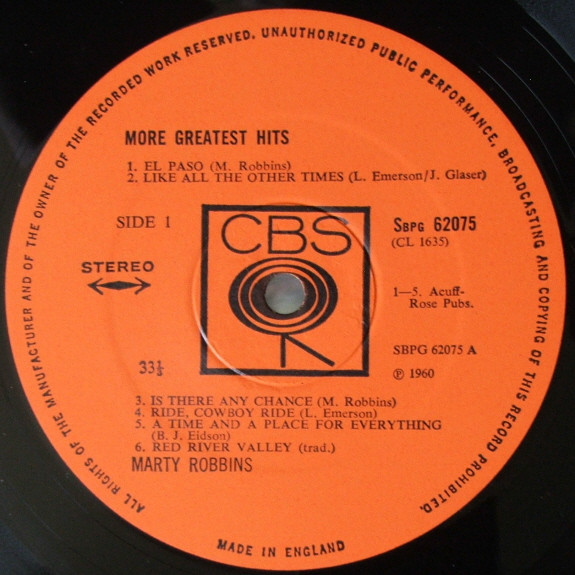 ALL RIGHTS OF THE MANUFACTURER AND OF THE OWNER OF THE RECORDED WORK RESERVED. UNAUTHORIZED PUBLIC PERFORMANCE, BROADCASTING AND COPYING OF THIS RECORD PROHIBITED.
MORE GREATEST HITS
1. EL PASO (M. Robbins)
2. LIKE ALL THE OTHER TIMES (L. Emerson/J. Glaser)
SIDE 1
CBS
SBPG 62075
(CL 1635)
STEREO
1—5. Acuff-
Rose Pubs.
33⅓
SBPG 62075 A
℗ 1960
3. IS THERE ANY CHANCE (M. Robbins)
4. RIDE, COWBOY RIDE (L. Emerson)
5. A TIME AND A PLACE FOR EVERYTHING
(B. J. Eidson)
6. RED RIVER VALLEY (trad.)
MARTY ROBBINS
MADE IN ENGLAND